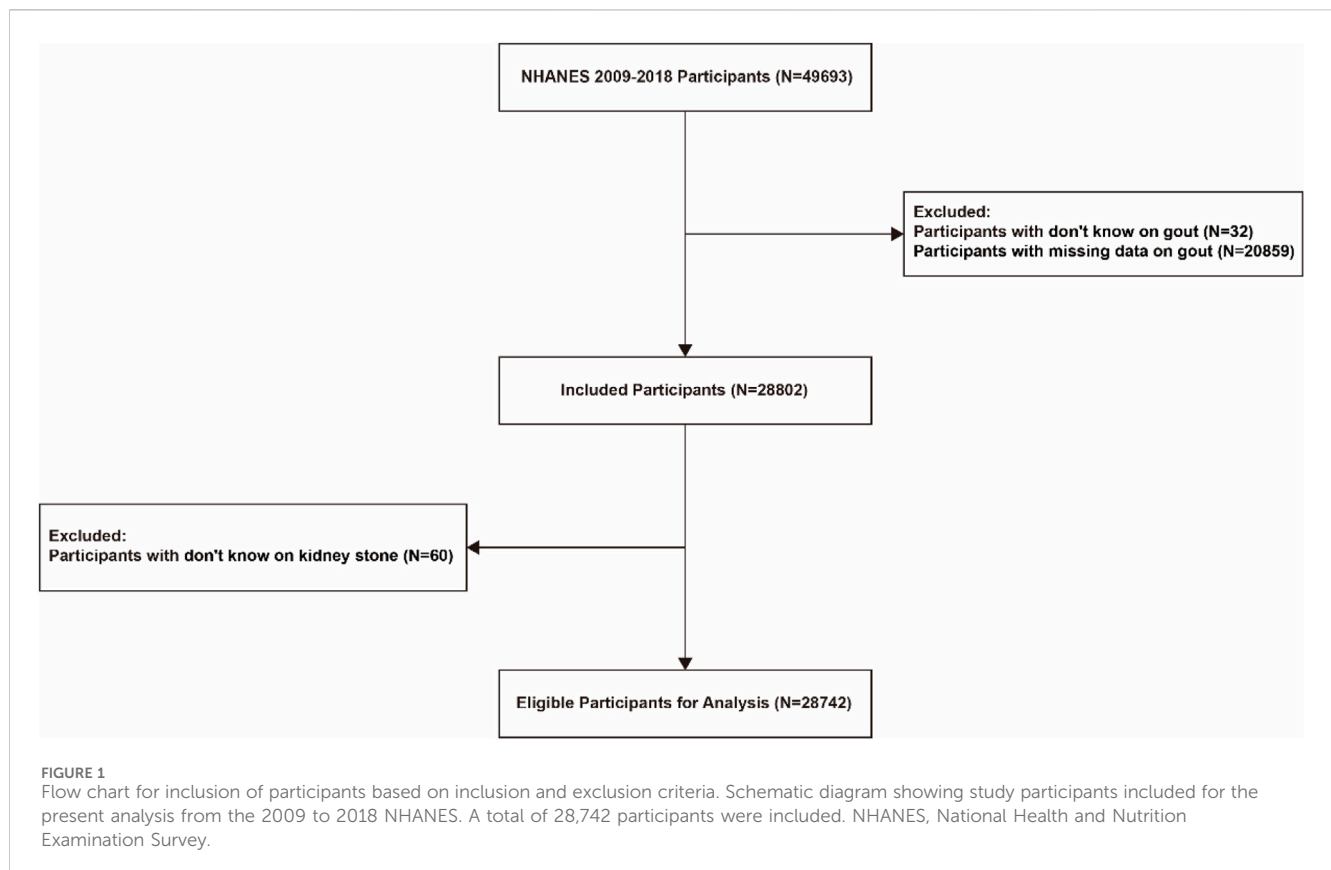 NHANES 2009-2018 Participants (N=49693)
Excluded:
Participants with don't know on gout (N=32)
Participants with missing data on gout (N=20859)
Included Participants (N=28802)
Excluded:
Participants with don't know on kidney stone (N=60)
Eligible Participants for Analysis (N=28742)
FIGURE 1
Flow chart for inclusion of participants based on inclusion and exclusion criteria. Schematic diagram showing study participants included for the
present analysis from the 2009 to 2018 NHANES. A total of 28,742 participants were included. NHANES, National Health and Nutrition
Examination Survey.